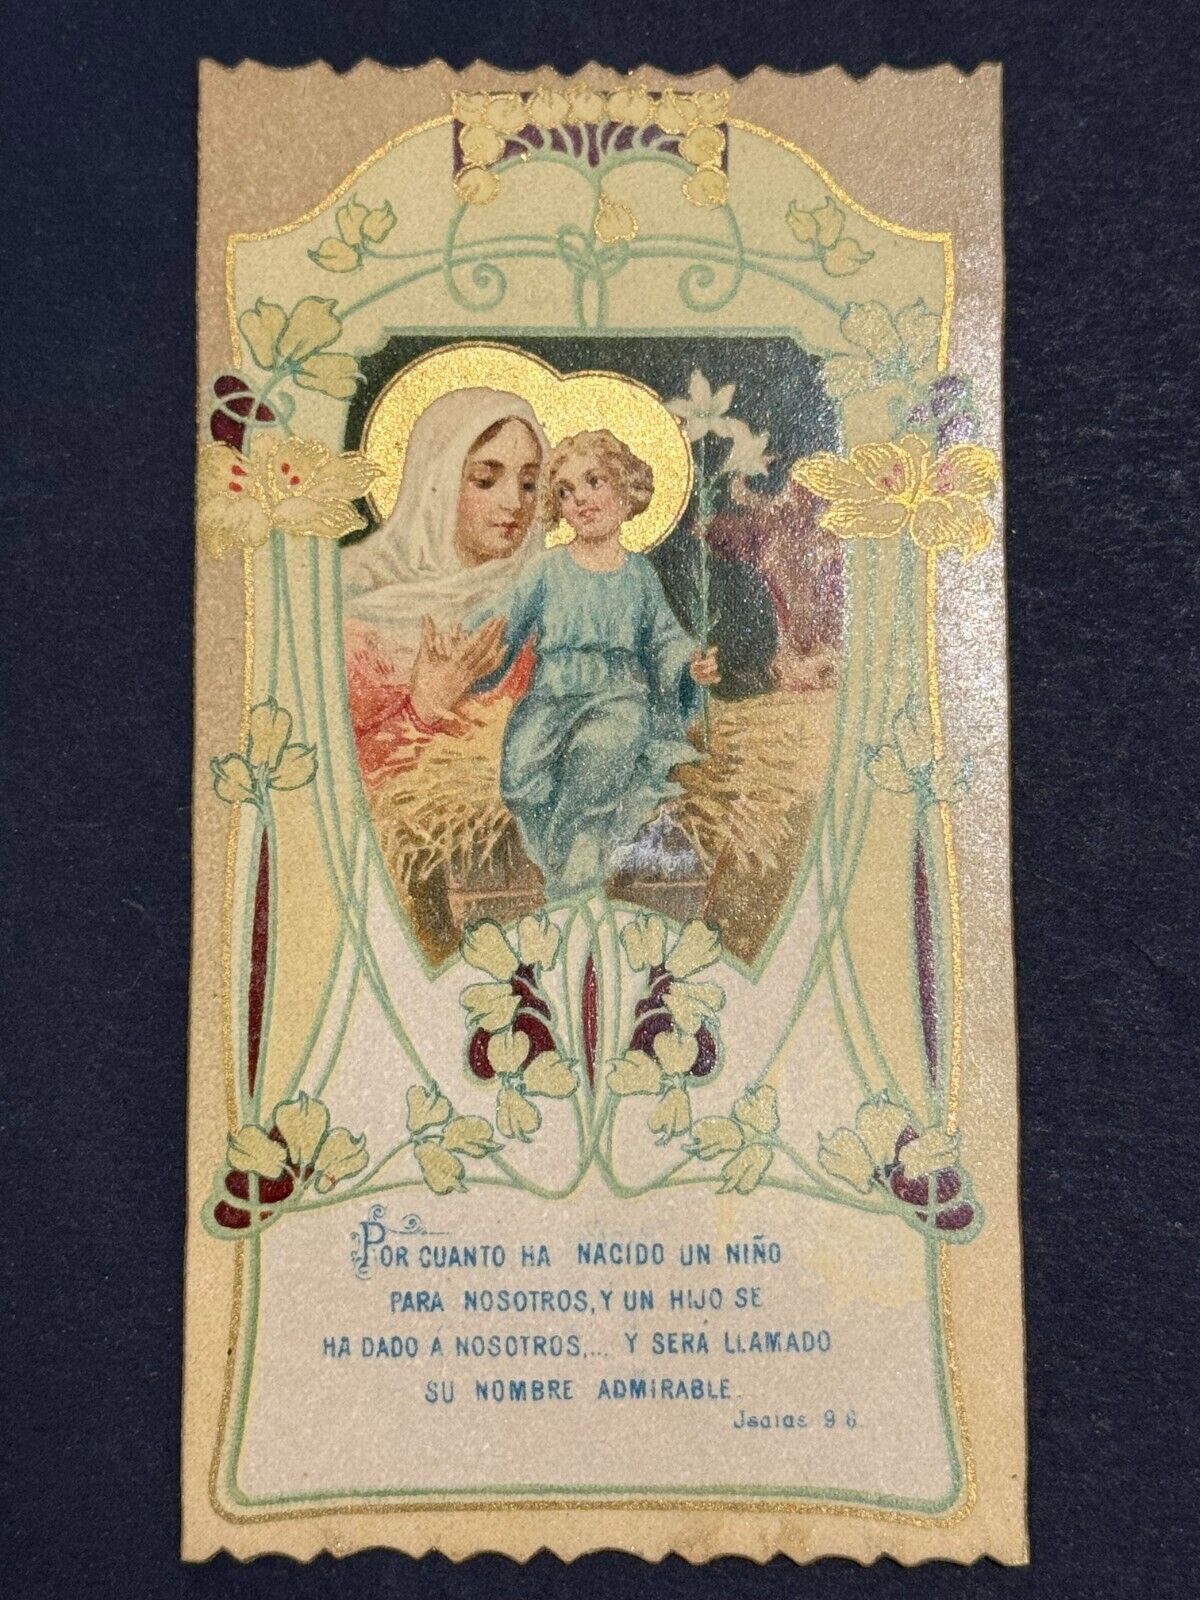 POR CUANTO HA NACIDO UN NIÑO
PARA NOSOTROS, Y UN HIJO SE
HA DADO Á NOSOTROS,... Y SERÁ LLAMADO
SU NOMBRE ADMIRABLE.
Isaias 9 6.